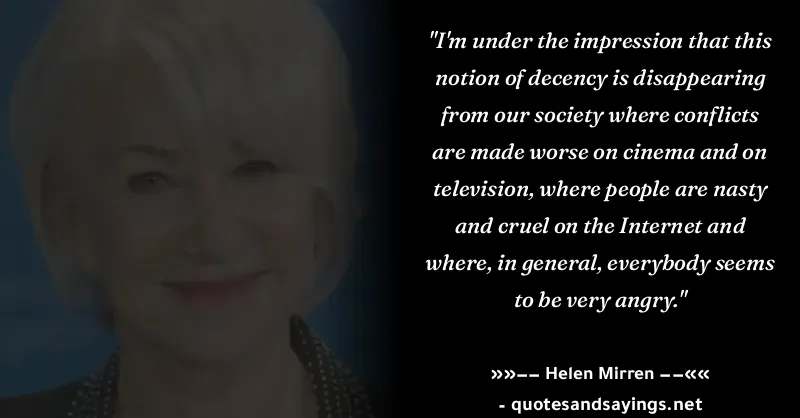 "I'm under the impression that this
notion of decency is disappearing
from our society where conflicts
are made worse on cinema and on
television, where people are nasty
and cruel on the Internet and
where, in general, everybody seems
to be very angry."
»»−− Helen Mirren −−««
- quotesandsayings.net